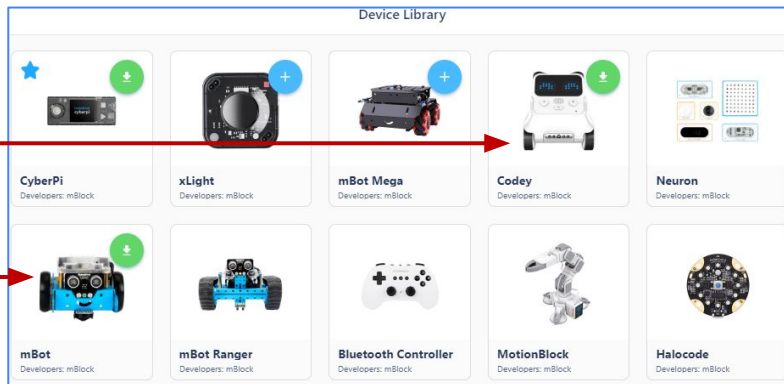 Device Library
cyberpi
CyberPi
Developers: mBlock
xLight
Developers: mBlock
mBot Mega
Developers: mBlock
Codey
Developers: mBlock
Neuron
Developers: mBlock
mBot
Developers: mBlock
mBot Ranger
Developers: mBlock
Bluetooth Controller
Developers: mBlock
MotionBlock
Developers: mBlock
Halocode
Developers: mBlock